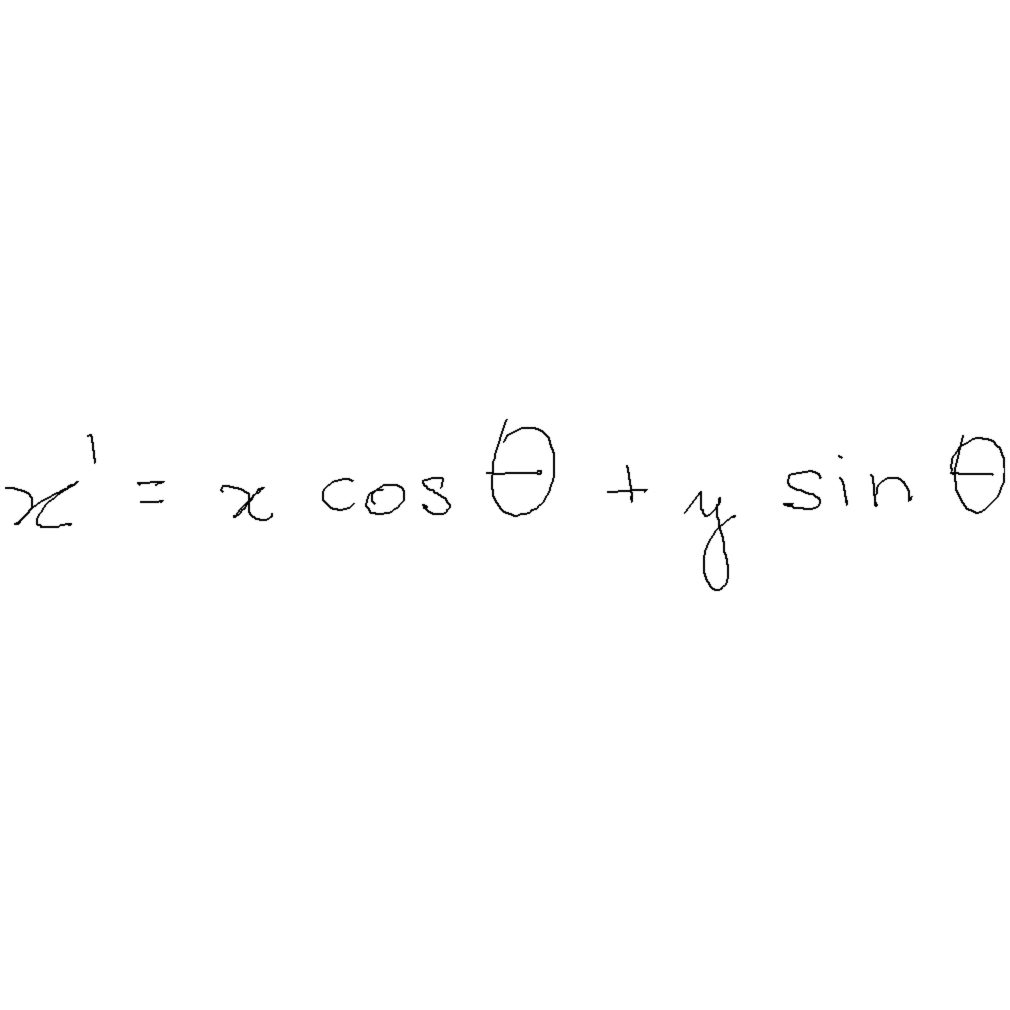 x' = x cos θ + y sin θ